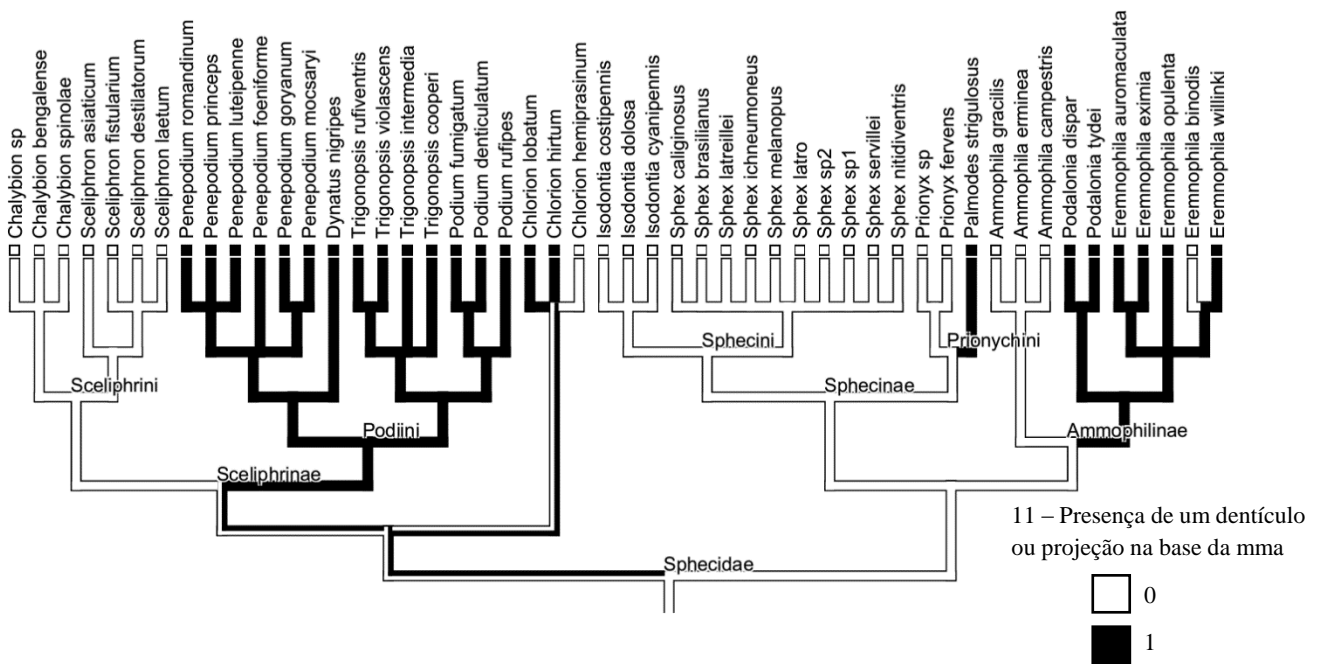 Chalybion sp
Chalybion bengalense
Chalybion spinolae
Sceliphron asiaticum
Sceliphron fistularium
Sceliphron destilatorum
Sceliphron laetum
Penepodium romandinum
Penepodium princeps
Penepodium luteipenne
Penepodium foeniforme
Penepodium goryanum
Penepodium mocsaryi
Dynatus nigripes
Trigonopsis rufiventris
Trigonopsis violascens
Trigonopsis intermedia
Trigonopsis cooperi
Podium fumigatum
Podium denticulatum
Podium rufipes
Chlorion lobatum
Chlorion hirtum
Chlorion hemiprasinum
Isodontia costipennis
Isodontia dolosa
Isodontia cyanipennis
Sphex caliginosus
Sphex brasilianus
Sphex latreillei
Sphex ichneumoneus
Sphex melanopus
Sphex latro
Sphex sp2
Sphex sp1
Sphex servillei
Sphex nitidiventris
Prionyx sp
Prionyx fervens
Palmodes strigulosus
Ammophila gracilis
Ammophila erminea
Ammophila campestris
Podalonia dispar
Podalonia tydei
Eremnophila auromaculata
Eremnophila eximia
Eremnophila opulenta
Eremnophila binodis
Eremnophila willinki
Sphecini
Prionychini
Sceliphrini
Sphecinae
Podiini
Ammophilinae
Sceliphrinae
Sphecidae
11 – Presença de um dentículo
ou projeção na base da mma
0
1